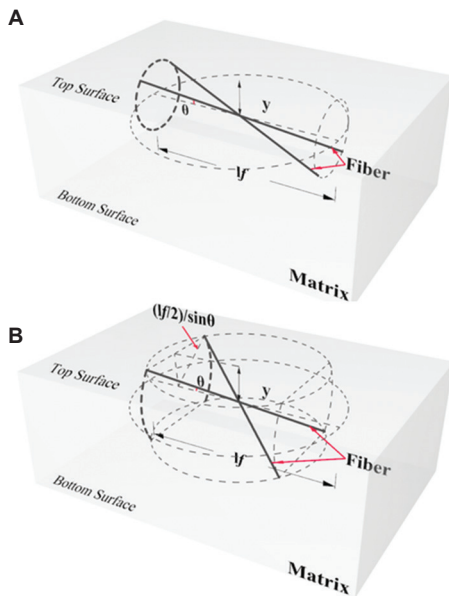 A
Top Surface
θ
y
lf
Fiber
Bottom Surface
Matrix
B
(lf/2)/sinθ
Top Surface
θ
y
lf
Fiber
Bottom Surface
Matrix